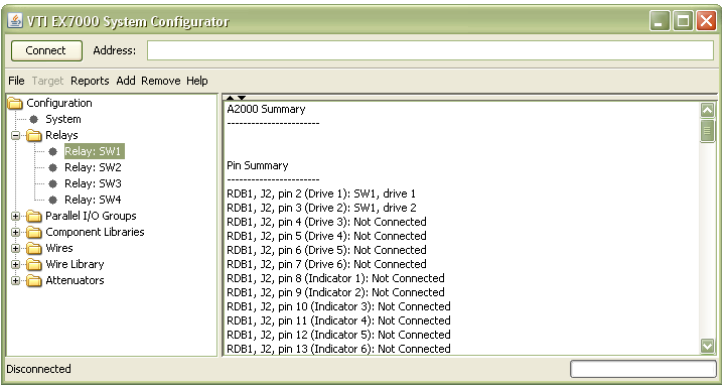 VTI EX7000 System Configurator
Connect Address:
File Target Reports Add Remove Help
Configuration
System
Relays
Relay: SW1
Relay: SW2
Relay: SW3
Relay: SW4
Parallel I/O Groups
Component Libraries
Wires
Wire Library
Attenuators
A2000 Summary
-----------------------
Pin Summary
-----------------------
RDB1, J2, pin 2 (Drive 1): SW1, drive 1
RDB1, J2, pin 3 (Drive 2): SW1, drive 2
RDB1, J2, pin 4 (Drive 3): Not Connected
RDB1, J2, pin 5 (Drive 4): Not Connected
RDB1, J2, pin 6 (Drive 5): Not Connected
RDB1, J2, pin 7 (Drive 6): Not Connected
RDB1, J2, pin 8 (Indicator 1): Not Connected
RDB1, J2, pin 9 (Indicator 2): Not Connected
RDB1, J2, pin 10 (Indicator 3): Not Connected
RDB1, J2, pin 11 (Indicator 4): Not Connected
RDB1, J2, pin 12 (Indicator 5): Not Connected
RDB1, J2, pin 13 (Indicator 6): Not Connected
Disconnected